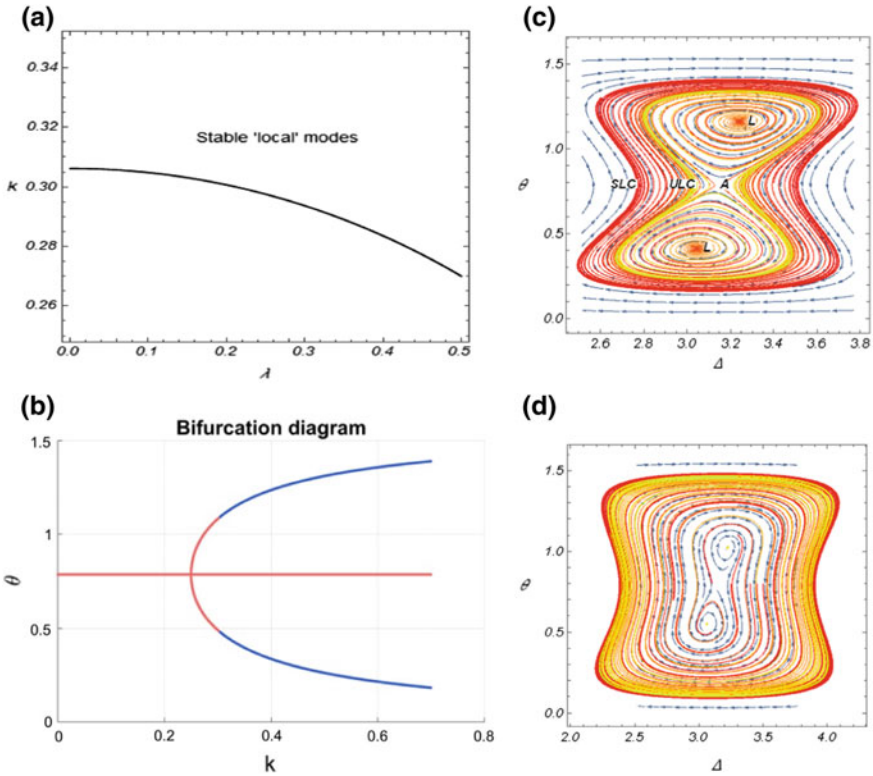 (a)
0.34
0.32
κ
0.30
0.28
0.26
Stable 'local' modes
0.0 0.1 0.2 0.3 0.4 0.5
λ
(b)
Bifurcation diagram
1.5
1
θ
0.5
0
0 0.2 0.4 0.6 0.8
k
(c)
1.5
1.0
θ
0.5
0.0
L
SLC ULC A
L
2.6 2.8 3.0 3.2 3.4 3.6 3.8
Δ
(d)
1.5
1.0
θ
0.5
0.0
2.0 2.5 3.0 3.5 4.0
Δ